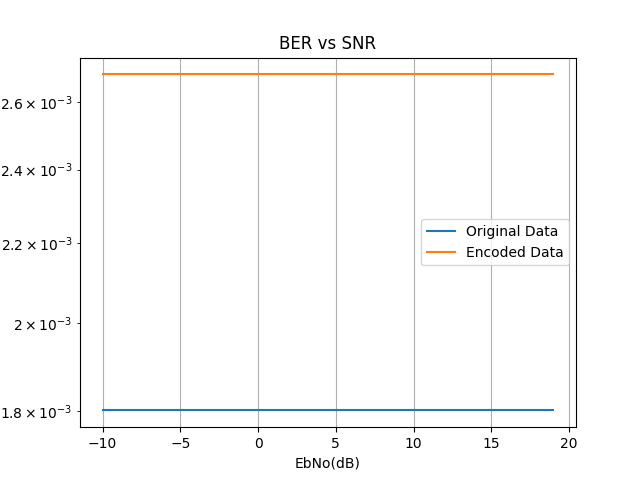 BER vs SNR
2.6 × 10⁻³
2.4 × 10⁻³
2.2 × 10⁻³
2 × 10⁻³
1.8 × 10⁻³
Original Data
Encoded Data
−10 −5 0 5 10 15 20
EbNo(dB)